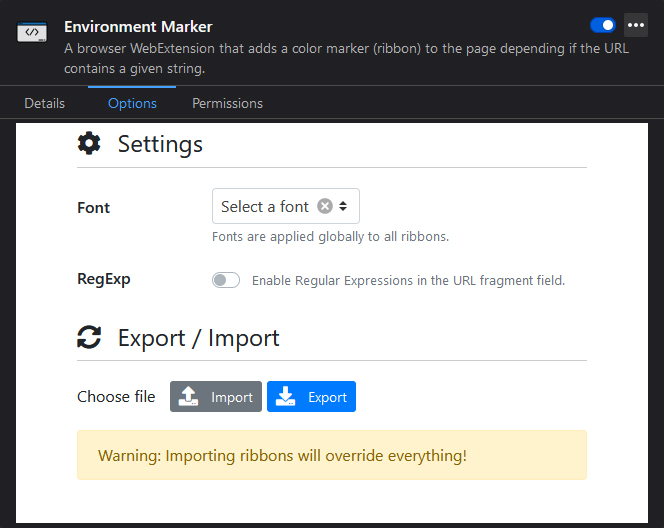 Environment Marker
A browser WebExtension that adds a color marker (ribbon) to the page depending if the URL
contains a given string.
Details Options Permissions
Settings
Font Select a font
Fonts are applied globally to all ribbons.
RegExp Enable Regular Expressions in the URL fragment field.
Export / Import
Choose file Import Export
Warning: Importing ribbons will override everything!